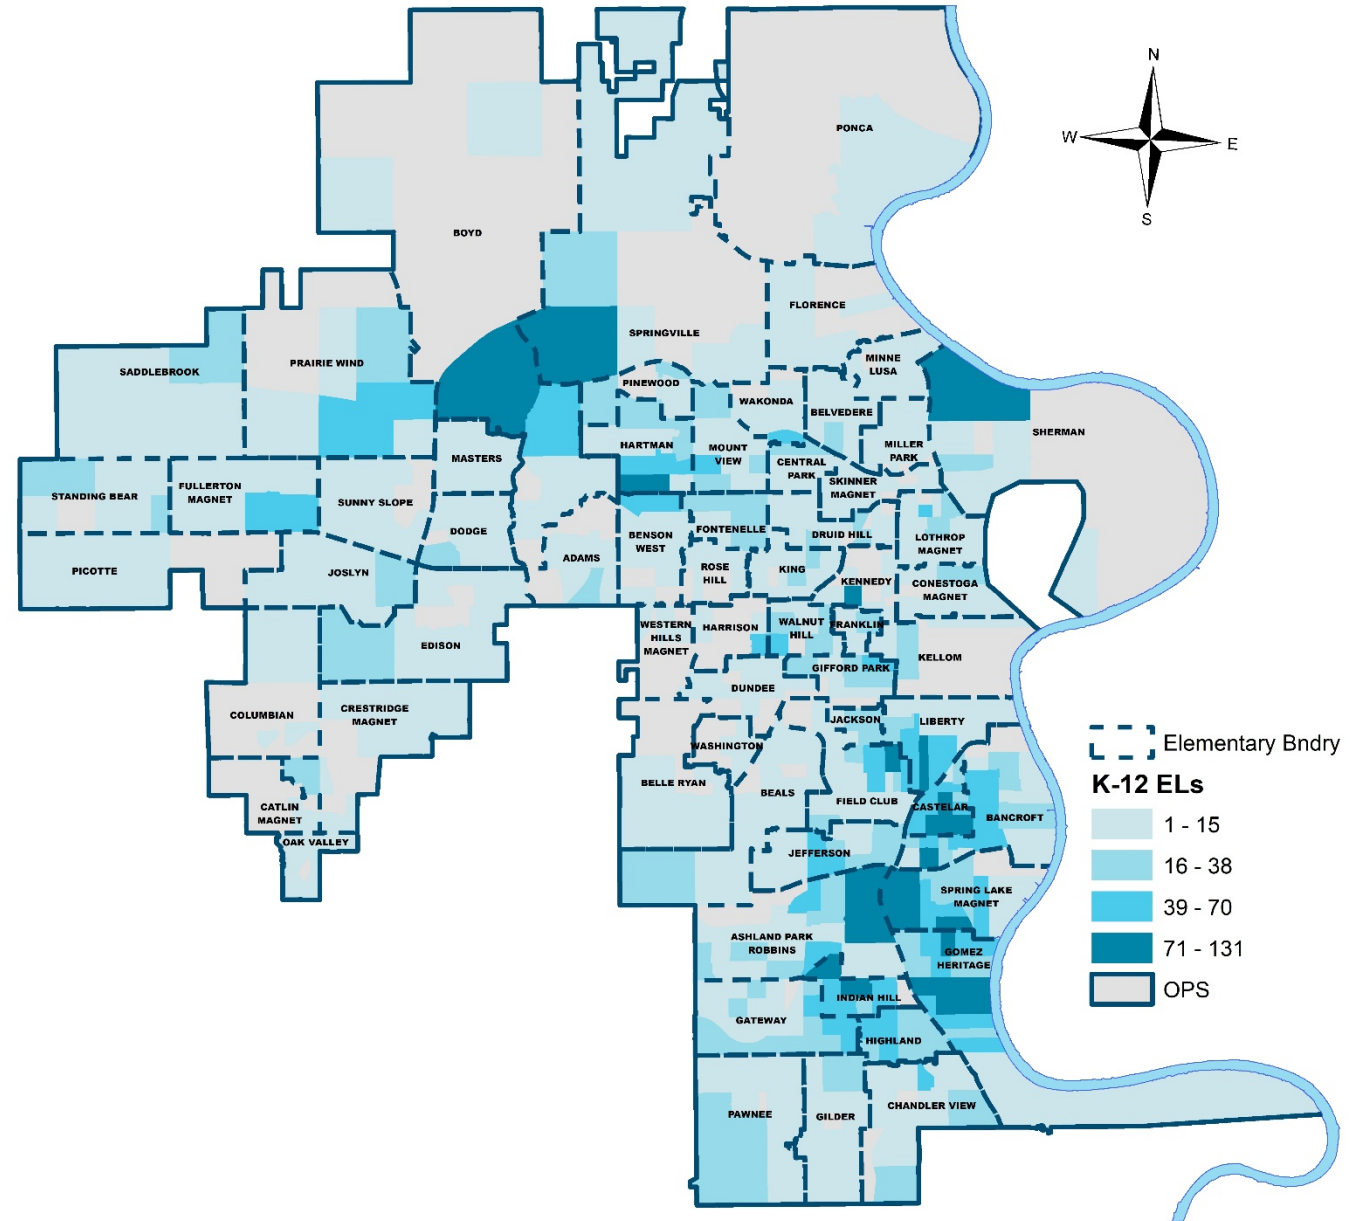 N
W
E
S
PONCA
BOYD
FLORENCE
SPRINGVILLE
MINNE
LUSA
PRAIRIE WIND
SADDLEBROOK
PINEWOOD
WAKONDA
BELVEDERE
SHERMAN
HARTMAN
MOUNT
VIEW
MILLER
PARK
MASTERS
CENTRAL
PARK
SKINNER
MAGNET
STANDING BEAR
FULLERTON
MAGNET
SUNNY SLOPE
DODGE
BENSON
WEST
FONTENELLE
DRUID HILL
LOTHROP
MAGNET
ADAMS
PICOTTE
JOSLYN
ROSE
HILL
KING
KENNEDY
CONESTOGA
MAGNET
WESTERN
HILLS
MAGNET
HARRISON
WALNUT
HILL
FRANKLIN
EDISON
KELLOM
GIFFORD PARK
DUNDEE
COLUMBIAN
CRESTRIDGE
MAGNET
JACKSON
LIBERTY
WASHINGTON
BELLE RYAN
BEALS
FIELD CLUB
CASTELAR
BANCROFT
CATLIN
MAGNET
OAK VALLEY
JEFFERSON
SPRING LAKE
MAGNET
ASHLAND PARK
ROBBINS
GOMEZ
HERITAGE
INDIAN HILL
GATEWAY
HIGHLAND
PAWNEE
GILDER
CHANDLER VIEW
Elementary Bndry
K-12 ELs
1 - 15
16 - 38
39 - 70
71 - 131
OPS